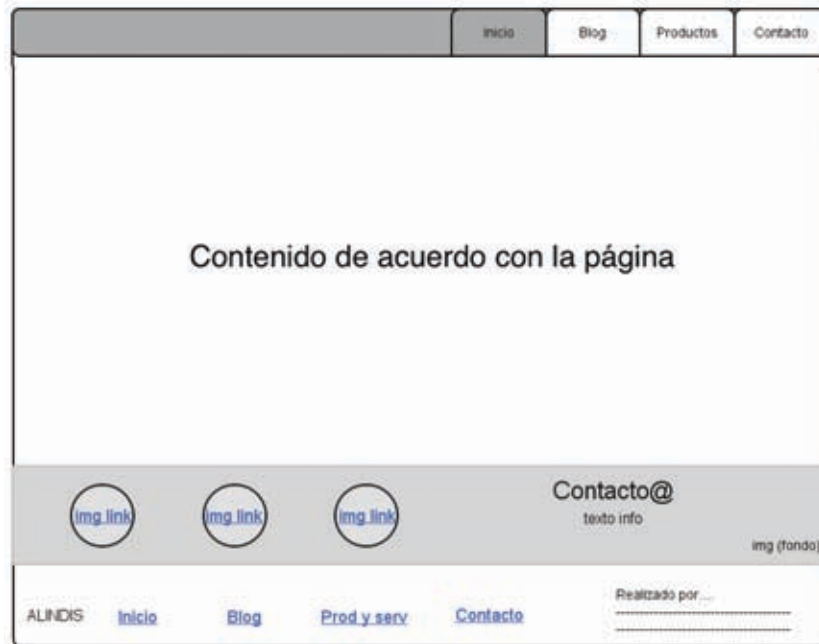 Inicio Blog Productos Contacto
Contenido de acuerdo con la página
img link img link img link
Contacto@
texto info
img (fondo)
ALINDIS Inicio Blog Prod y serv Contacto
Realizado por....